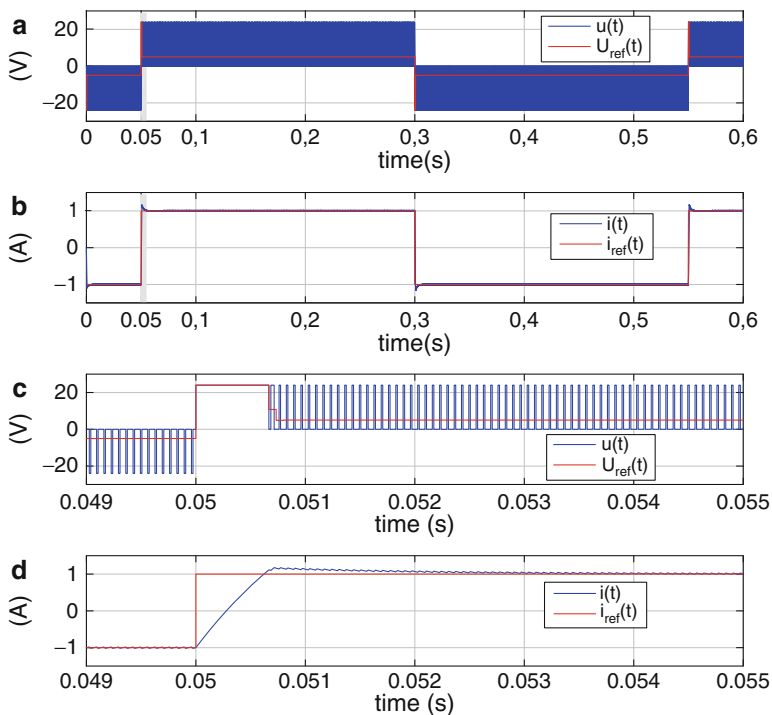 a
(V)
20
0
−20
u(t)
U_ref(t)
0 0.05 0,1 0,2 0,3 0,4 0,5 0,6
time(s)
b
(A)
1
0
−1
i(t)
i_ref(t)
0 0.05 0,1 0,2 0,3 0,4 0,5 0,6
time(s)
c
(V)
20
0
−20
u(t)
U_ref(t)
0.049 0.05 0.051 0.052 0.053 0.054 0.055
time (s)
d
(A)
1
0
−1
i(t)
i_ref(t)
0.049 0.05 0.051 0.052 0.053 0.054 0.055
time (s)